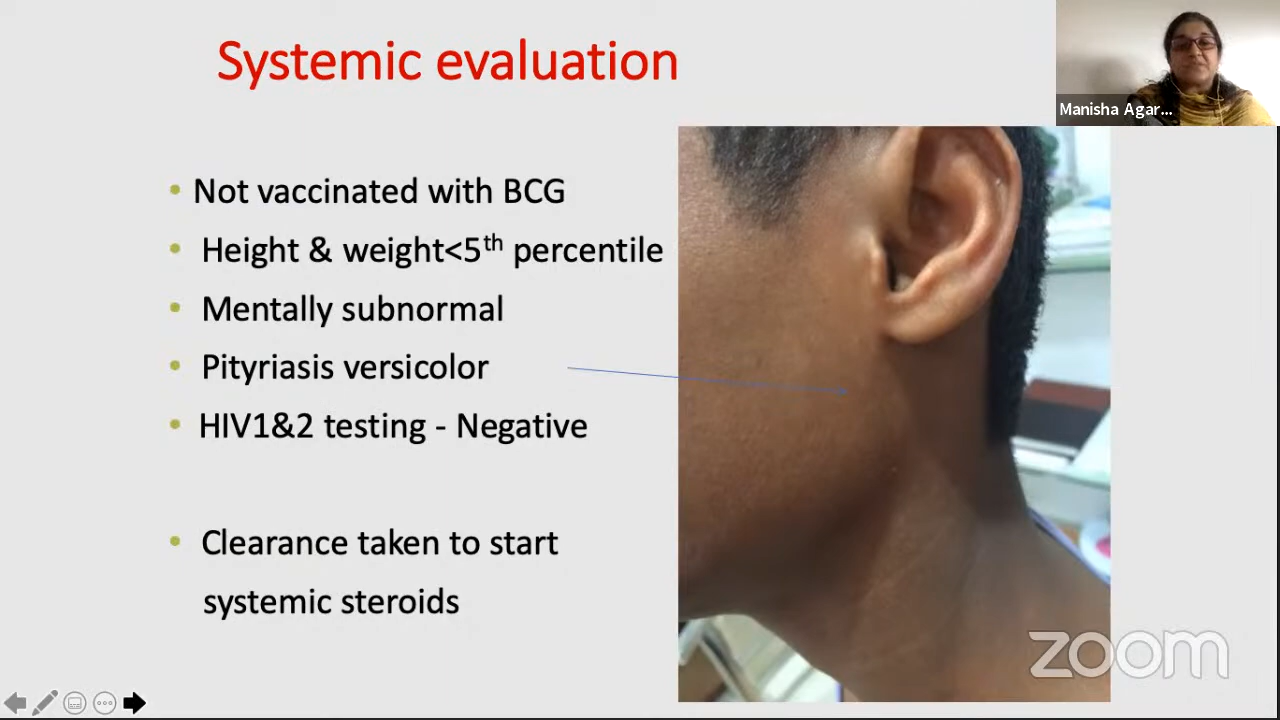 Systemic evaluation
Manisha Agar...
• Not vaccinated with BCG
• Height & weight<5th percentile
• Mentally subnormal
• Pityriasis versicolor
• HIV1&2 testing - Negative
• Clearance taken to start
systemic steroids
zoom